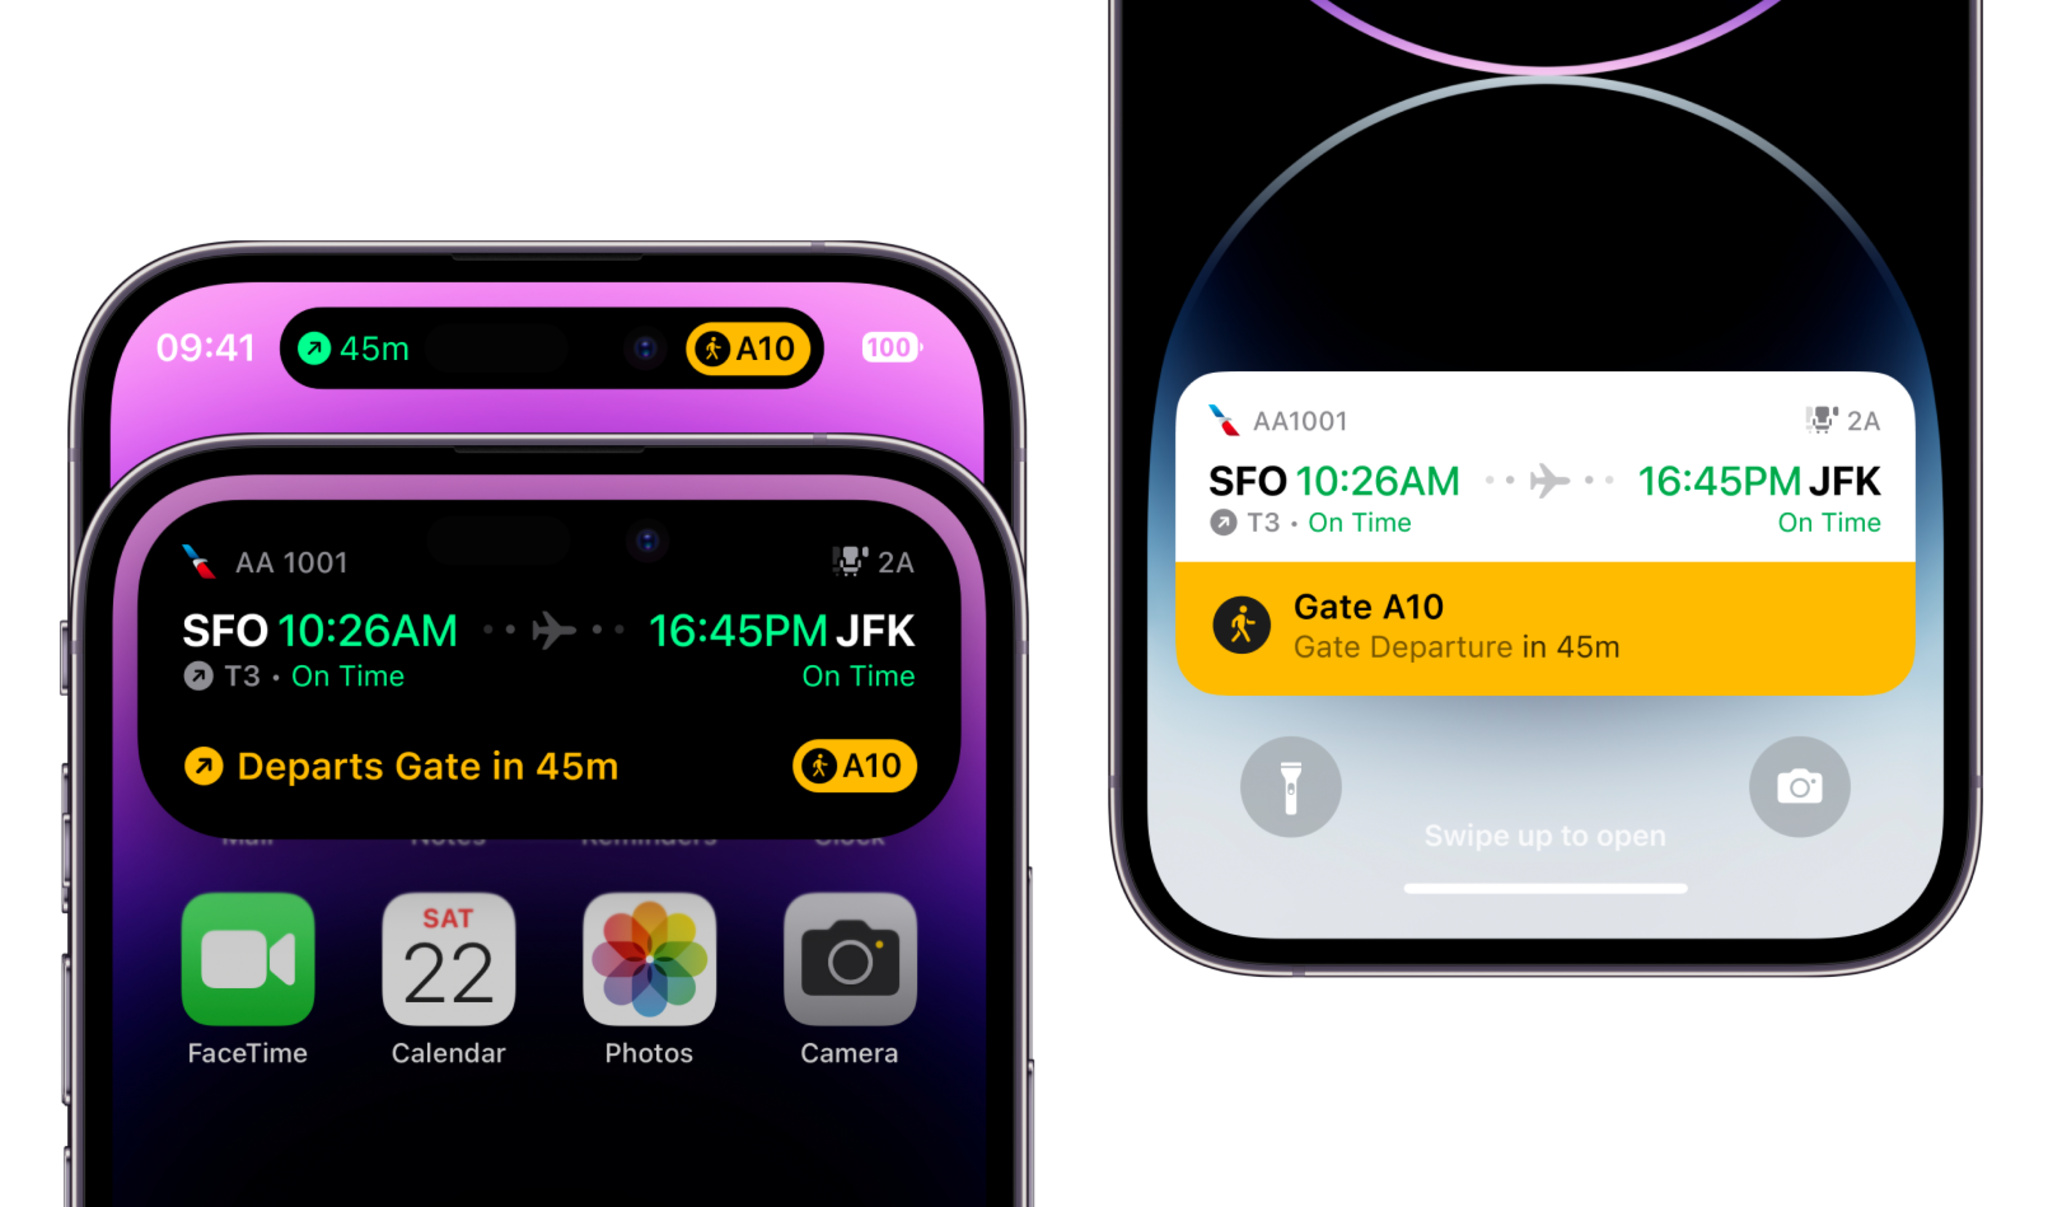 09:41
45m
A10
100
AA 1001
2A
SFO 10:26AM 16:45PM JFK
T3 • On Time
On Time
Departs Gate in 45m
A10
Mail Notes Reminders Clock
SAT
22
FaceTime Calendar Photos Camera
AA1001
2A
SFO 10:26AM 16:45PM JFK
T3 • On Time
On Time
Gate A10
Gate Departure in 45m
Swipe up to open